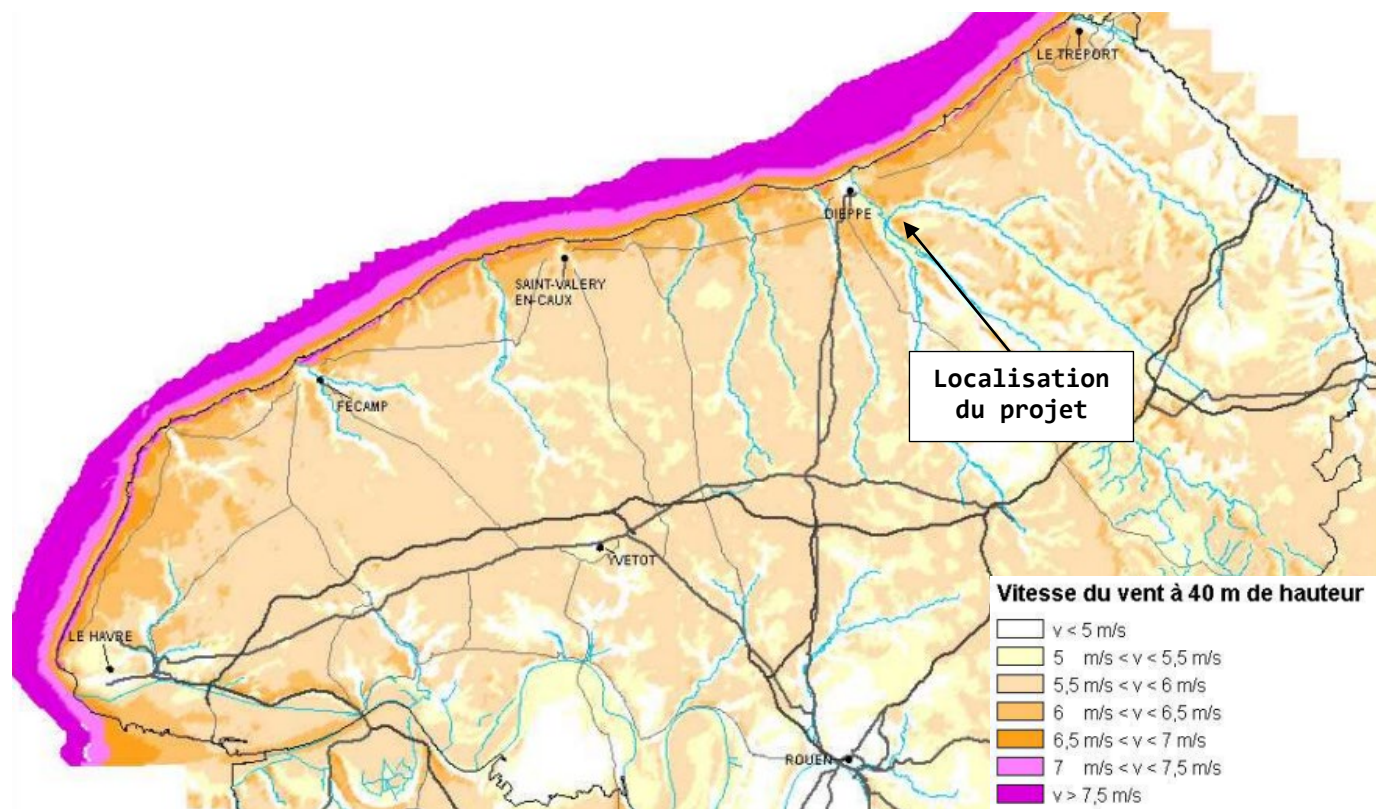 LE TREPORT
DIEPPE
SAINT-VALERY
EN-CAUX
Localisation
du projet
FECAMP
YVETOT
LE HAVRE
ROUEN
Vitesse du vent à 40 m de hauteur
v < 5 m/s
5 m/s < v < 5,5 m/s
5,5 m/s < v < 6 m/s
6 m/s < v < 6,5 m/s
6,5 m/s < v < 7 m/s
7 m/s < v < 7,5 m/s
v > 7,5 m/s